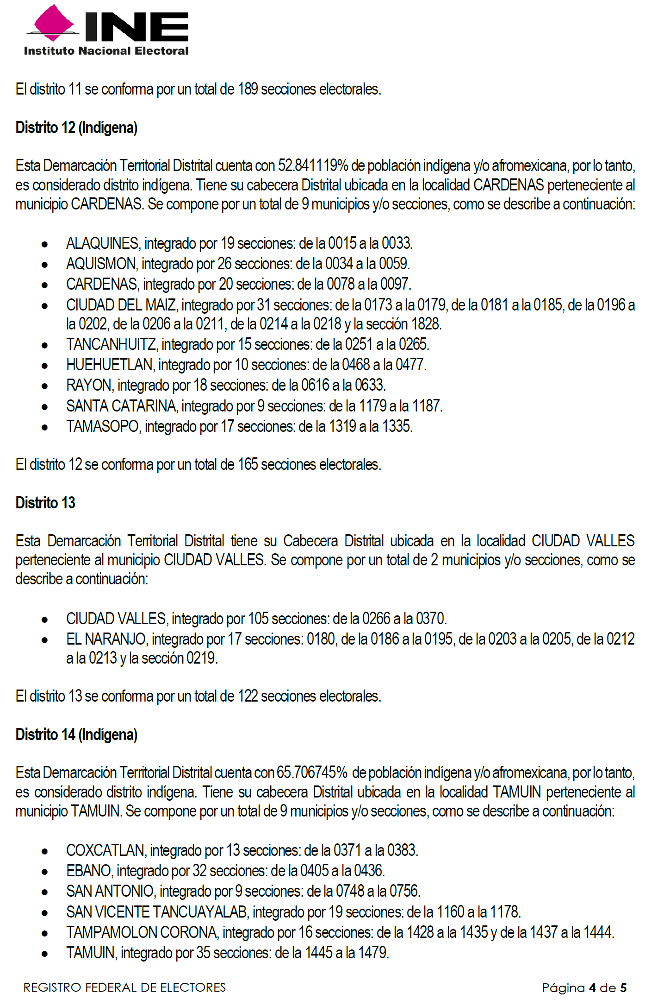 INE
Instituto Nacional Electoral
El distrito 11 se conforma por un total de 189 secciones electorales.
Distrito 12 (Indígena)
Esta Demarcación Territorial Distrital cuenta con 52.841119% de población indígena y/o afromexicana, por lo tanto,
es considerado distrito indígena. Tiene su cabecera Distrital ubicada en la localidad CARDENAS perteneciente al
municipio CARDENAS. Se compone por un total de 9 municipios y/o secciones, como se describe a continuación:
● ALAQUINES, integrado por 19 secciones: de la 0015 a la 0033.
● AQUISMON, integrado por 26 secciones: de la 0034 a la 0059.
● CARDENAS, integrado por 20 secciones: de la 0078 a la 0097.
● CIUDAD DEL MAIZ, integrado por 31 secciones: de la 0173 a la 0179, de la 0181 a la 0185, de la 0196 a
la 0202, de la 0206 a la 0211, de la 0214 a la 0218 y la sección 1828.
● TANCANHUITZ, integrado por 15 secciones: de la 0251 a la 0265.
● HUEHUETLAN, integrado por 10 secciones: de la 0468 a la 0477.
● RAYON, integrado por 18 secciones: de la 0616 a la 0633.
● SANTA CATARINA, integrado por 9 secciones: de la 1179 a la 1187.
● TAMASOPO, integrado por 17 secciones: de la 1319 a la 1335.
El distrito 12 se conforma por un total de 165 secciones electorales.
Distrito 13
Esta Demarcación Territorial Distrital tiene su Cabecera Distrital ubicada en la localidad CIUDAD VALLES
perteneciente al municipio CIUDAD VALLES. Se compone por un total de 2 municipios y/o secciones, como se
describe a continuación:
● CIUDAD VALLES, integrado por 105 secciones: de la 0266 a la 0370.
● EL NARANJO, integrado por 17 secciones: 0180, de la 0186 a la 0195, de la 0203 a la 0205, de la 0212
a la 0213 y la sección 0219.
El distrito 13 se conforma por un total de 122 secciones electorales.
Distrito 14 (Indígena)
Esta Demarcación Territorial Distrital cuenta con 65.706745% de población indígena y/o afromexicana, por lo tanto,
es considerado distrito indígena. Tiene su cabecera Distrital ubicada en la localidad TAMUIN perteneciente al
municipio TAMUIN. Se compone por un total de 9 municipios y/o secciones, como se describe a continuación:
● COXCATLAN, integrado por 13 secciones: de la 0371 a la 0383.
● EBANO, integrado por 32 secciones: de la 0405 a la 0436.
● SAN ANTONIO, integrado por 9 secciones: de la 0748 a la 0756.
● SAN VICENTE TANCUAYALAB, integrado por 19 secciones: de la 1160 a la 1178.
● TAMPAMOLON CORONA, integrado por 16 secciones: de la 1428 a la 1435 y de la 1437 a la 1444.
● TAMUIN, integrado por 35 secciones: de la 1445 a la 1479.
REGISTRO FEDERAL DE ELECTORES
Página 4 de 5